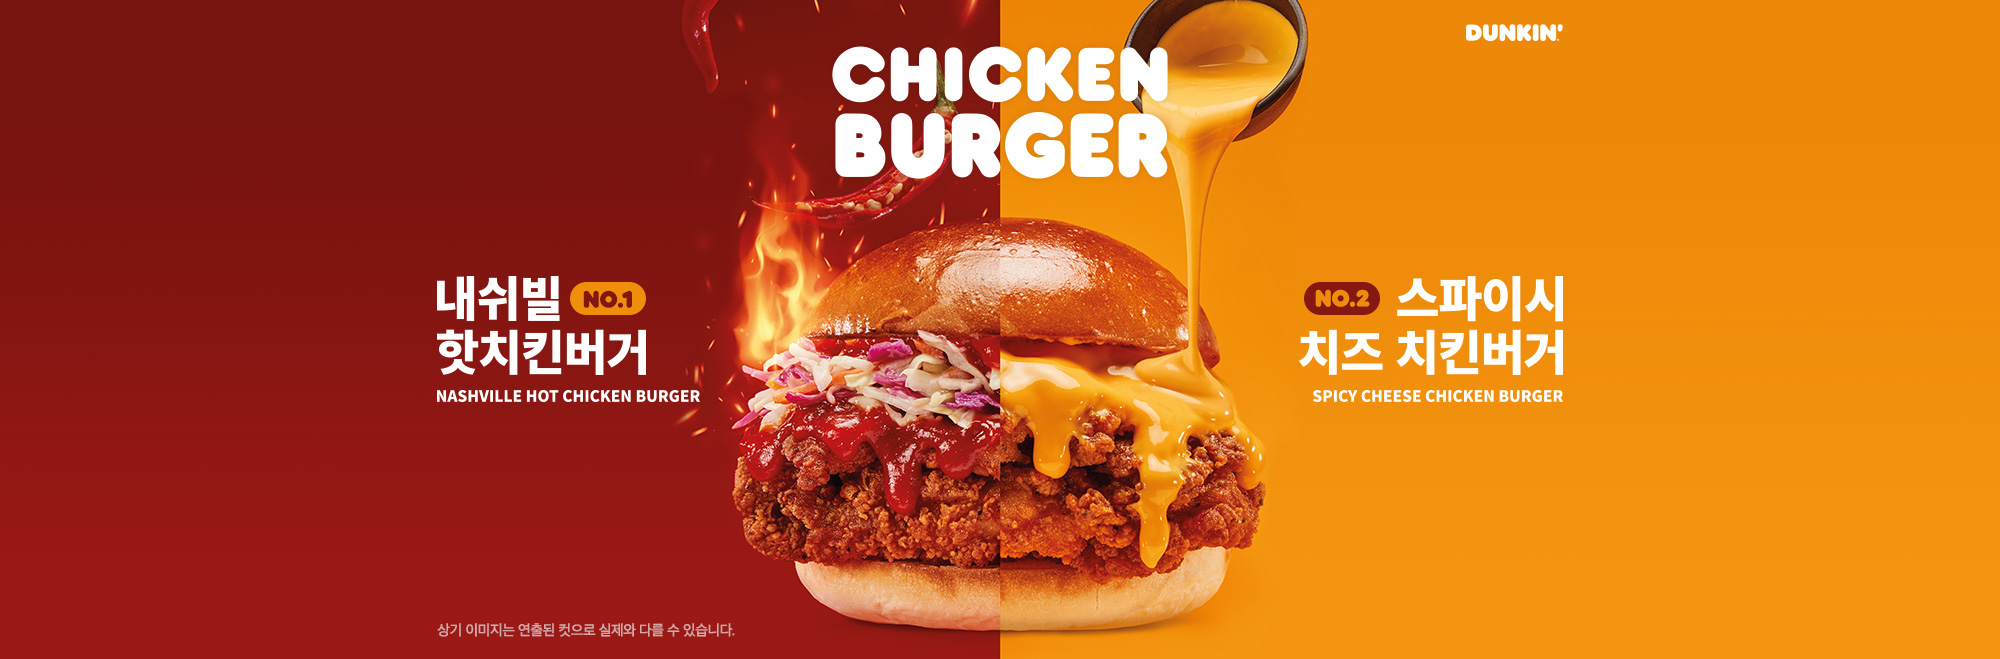 DUNKIN'
CHICKEN
BURGER
내쉬빌 NO.1
핫치킨버거
NASHVILLE HOT CHICKEN BURGER
NO.2 스파이시
치즈 치킨버거
SPICY CHEESE CHICKEN BURGER
상기 이미지는 연출된 컷으로 실제와 다를 수 있습니다.